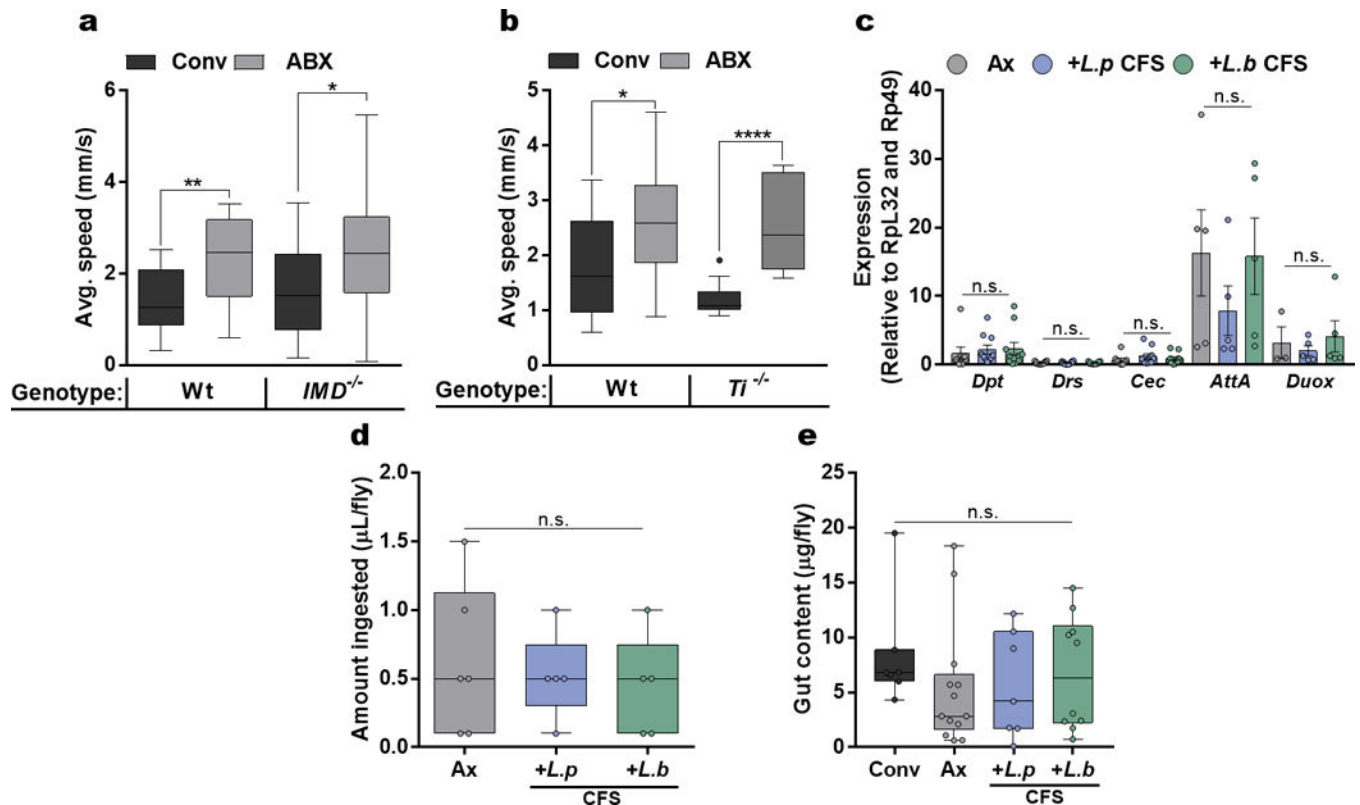 a
Conv ABX
Avg. speed (mm/s)
6
4
2
0
** *
Genotype: Wt IMD-/-
b
Conv ABX
Avg. speed (mm/s)
5
4
3
2
1
0
* ****
Genotype: Wt Ti -/-
c
Ax +L.p CFS +L.b CFS
Expression
(Relative to RpL32 and Rp49)
40
30
20
10
0
n.s. n.s. n.s. n.s. n.s.
Dpt Drs Cec AttA Duox
d
Amount ingested (µL/fly)
2.0
1.5
1.0
0.5
0.0
n.s.
Ax +L.p +L.b
CFS
e
Gut content (µg/fly)
25
20
15
10
5
0
n.s.
Conv Ax +L.p +L.b
CFS